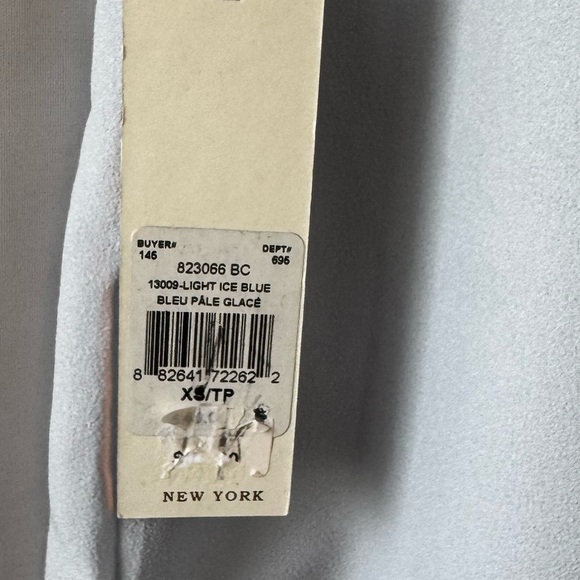 BUYER# DEPT#
145 695
823066 BC
13009-LIGHT ICE BLUE
BLEU PÂLE GLACÉ
8 82641 72262 2
XS/TP
NEW YORK